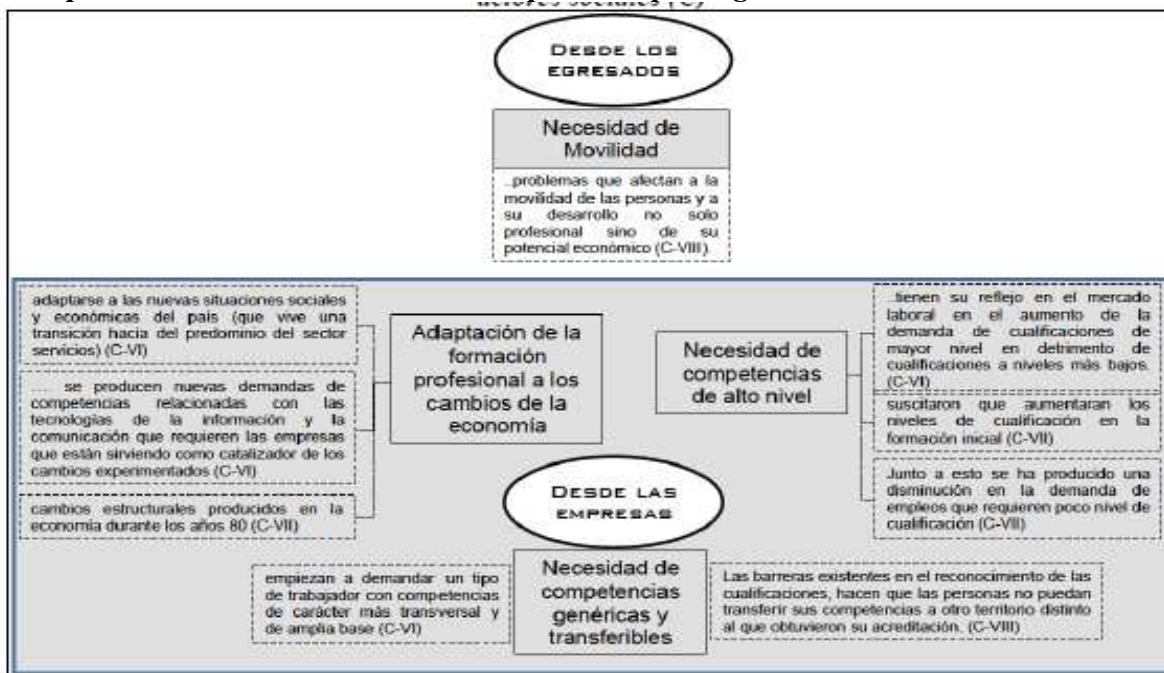 actores sociales (C)
DESDE LOS
EGRESADOS
Necesidad de
Movilidad
..problemas que afectan a la
movilidad de las personas y a
su desarrollo no solo
profesional sino de su
potencial económico (C-VIII).
adaptarse a las nuevas situaciones sociales
y económicas del país (que vive una
transición hacia del predominio del sector
servicios) (C-VI)
..... se producen nuevas demandas de
competencias relacionadas con las
tecnologías de la información y la
comunicación que requieren las empresas
que están sirviendo como catalizador de los
cambios experimentados (C-VI)
cambios estructurales producidos en la
economía durante los años 80 (C-VII)
Adaptación de la
formación
profesional a los
cambios de la
economía
Necesidad de
competencias
de alto nivel
..tienen su reflejo en el mercado
laboral en el aumento de la
demanda de cualificaciones de
mayor nivel en detrimento de
cualificaciones a niveles más bajos.
(C-VI)
suscitaron que aumentaran los
niveles de cualificación en la
formación inicial (C-VII)
Junto a esto se ha producido una
disminución en la demanda de
empleos que requieren poco nivel de
cualificación (C-VII)
DESDE LAS
EMPRESAS
empiezan a demandar un tipo
de trabajador con competencias
de carácter más transversal y
de amplia base (C-VI)
Necesidad de
competencias
genéricas y
transferibles
Las barreras existentes en el reconocimiento de las
cualificaciones, hacen que las personas no puedan
transferir sus competencias a otro territorio distinto
al que obtuvieron su acreditación. (C-VIII)